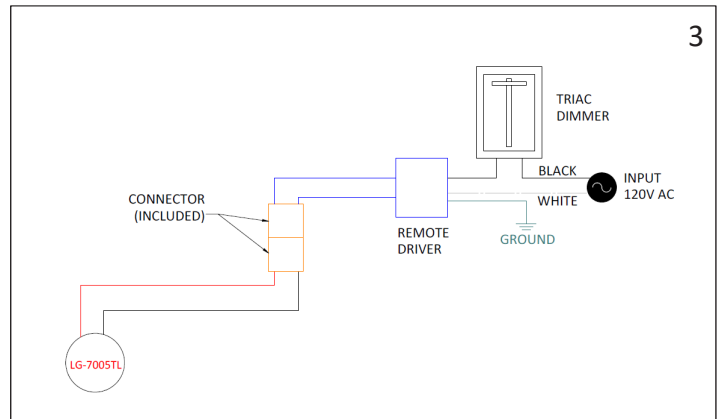 3
TRIAC
DIMMER
BLACK
INPUT
120V AC
WHITE
CONNECTOR
(INCLUDED)
REMOTE
DRIVER
GROUND
LG-7005TL